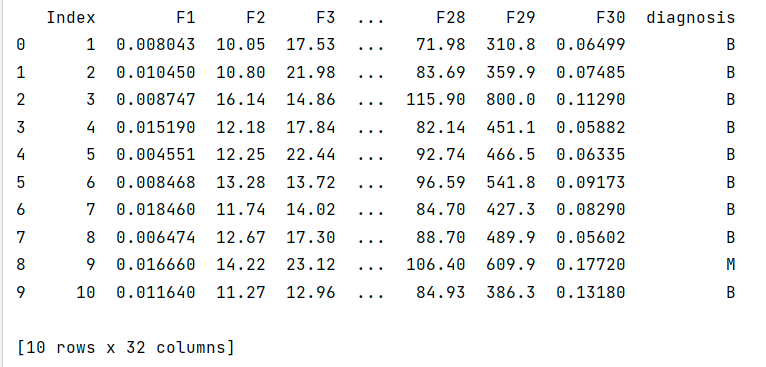 Index F1 F2 F3 ... F28 F29 F30 diagnosis
0 1 0.008043 10.05 17.53 ... 71.98 310.8 0.06499 B
1 2 0.010450 10.80 21.98 ... 83.69 359.9 0.07485 B
2 3 0.008747 16.14 14.86 ... 115.90 800.0 0.11290 B
3 4 0.015190 12.18 17.84 ... 82.14 451.1 0.05882 B
4 5 0.004551 12.25 22.44 ... 92.74 466.5 0.06335 B
5 6 0.008468 13.28 13.72 ... 96.59 541.8 0.09173 B
6 7 0.018460 11.74 14.02 ... 84.70 427.3 0.08290 B
7 8 0.006474 12.67 17.30 ... 88.70 489.9 0.05602 B
8 9 0.016660 14.22 23.12 ... 106.40 609.9 0.17720 M
9 10 0.011640 11.27 12.96 ... 84.93 386.3 0.13180 B
[10 rows x 32 columns]